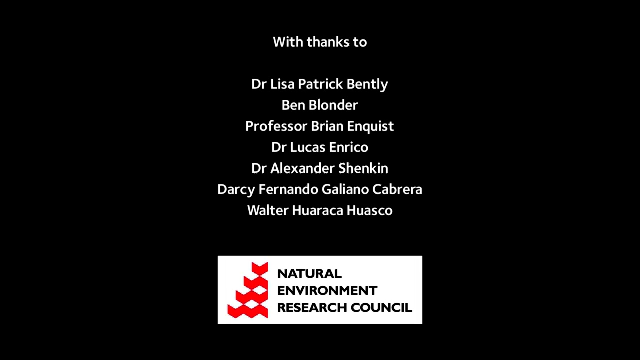 With thanks to
Dr Lisa Patrick Bently
Ben Blonder
Professor Brian Enquist
Dr Lucas Enrico
Dr Alexander Shenkin
Darcy Fernando Galiano Cabrera
Walter Huaraca Huasco
NATURAL
ENVIRONMENT
RESEARCH COUNCIL